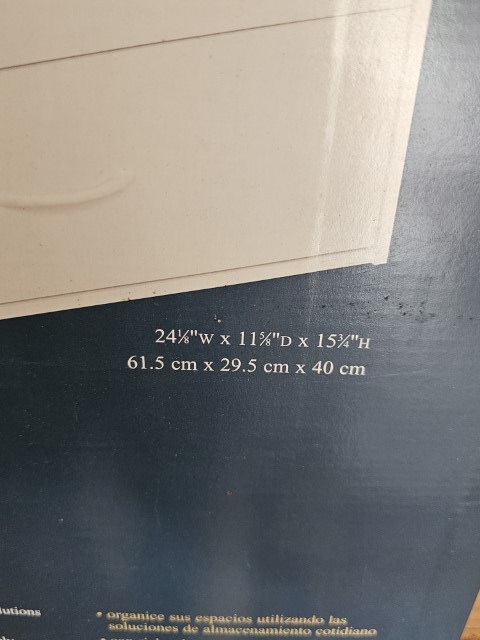 24⅛"W x 11⅝"D x 15¾"H
61.5 cm x 29.5 cm x 40 cm
• organice sus espacios utilizando las
soluciones de almacenamiento cotidiano